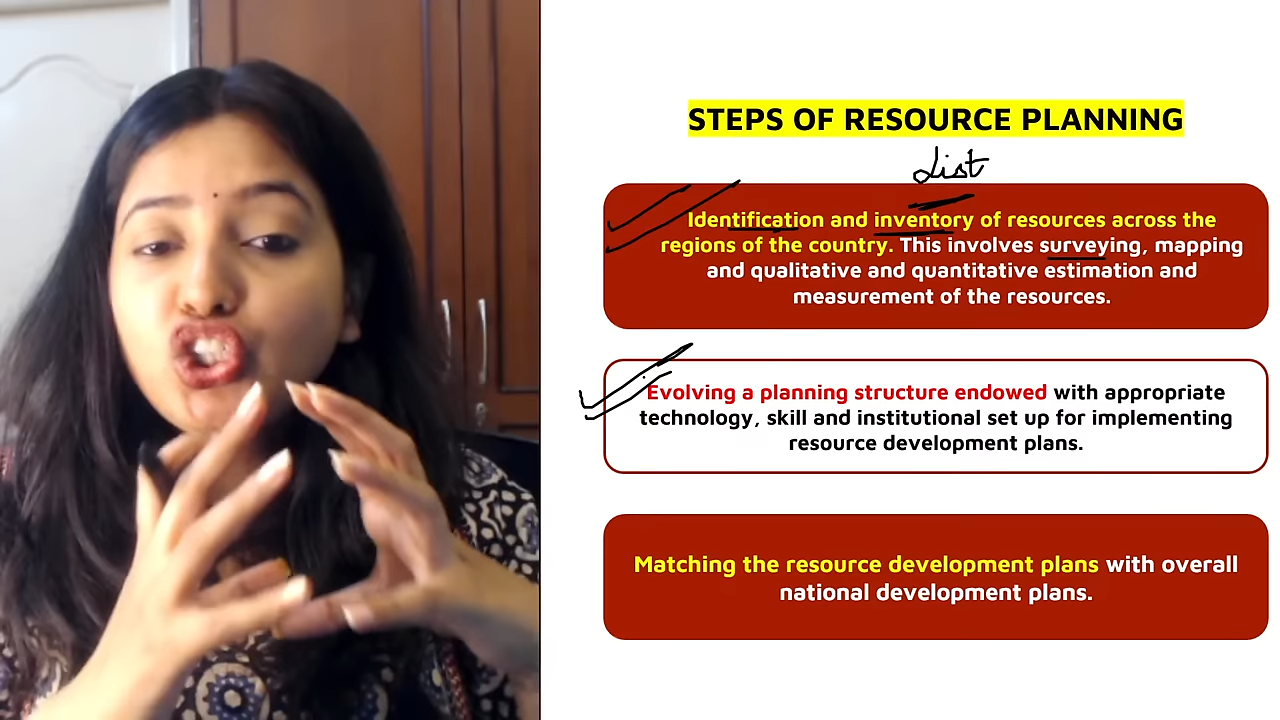 STEPS OF RESOURCE PLANNING
List
Identification and inventory of resources across the
regions of the country. This involves surveying, mapping
and qualitative and quantitative estimation and
measurement of the resources.
Evolving a planning structure endowed with appropriate
technology, skill and institutional set up for implementing
resource development plans.
Matching the resource development plans with overall
national development plans.